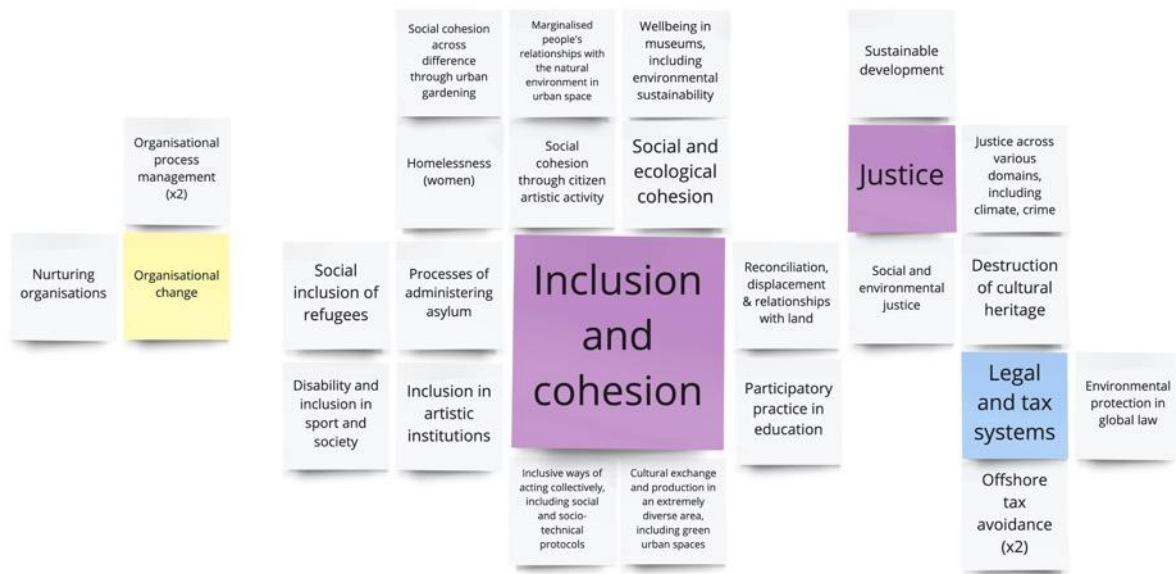 Organisational
process
management
(x2)
Nurturing
organisations
Organisational
change
Social cohesion
across
difference
through urban
gardening
Marginalised
people's
relationships with
the natural
environment in
urban space
Wellbeing in
museums,
including
environmental
sustainability
Homelessness
(women)
Social
cohesion
through citizen
artistic activity
Social and
ecological
cohesion
Social
inclusion of
refugees
Processes of
administering
asylum
Inclusion
and
cohesion
Reconciliation,
displacement
& relationships
with land
Disability and
inclusion in
sport and
society
Inclusion in
artistic
institutions
Participatory
practice in
education
Inclusive ways of
acting collectively,
including social
and socio-
technical
protocols
Cultural exchange
and production in
an extremely
diverse area,
including green
urban spaces
Sustainable
development
Justice
Justice across
various
domains,
including
climate, crime
Social and
environmental
justice
Destruction
of cultural
heritage
Legal
and tax
systems
Environmental
protection in
global law
Offshore
tax
avoidance
(x2)